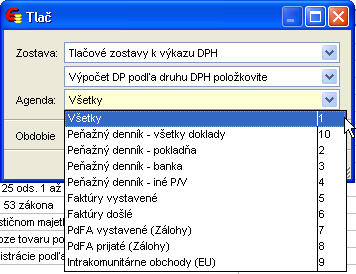 Tlač
Zostava: Tlačové zostavy k výkazu DPH
Výpočet DP podľa druhu DPH položkovite
Agenda: Všetky
Všetky 1
Peňažný denník - všetky doklady 10
Obdobie
Peňažný denník - pokladňa 2
Peňažný denník - banka 3
Peňažný denník - iné P/V 4
25 ods. 1 až
Faktúry vystavené 5
53 zákona
Faktúry došlé 6
stičnom majetk
PdFA vystavené (Zálohy) 7
oze tovaru po
PdFA prijaté (Zálohy) 8
istrácie podľa
Intrakomunitárne obchody (EU) 9